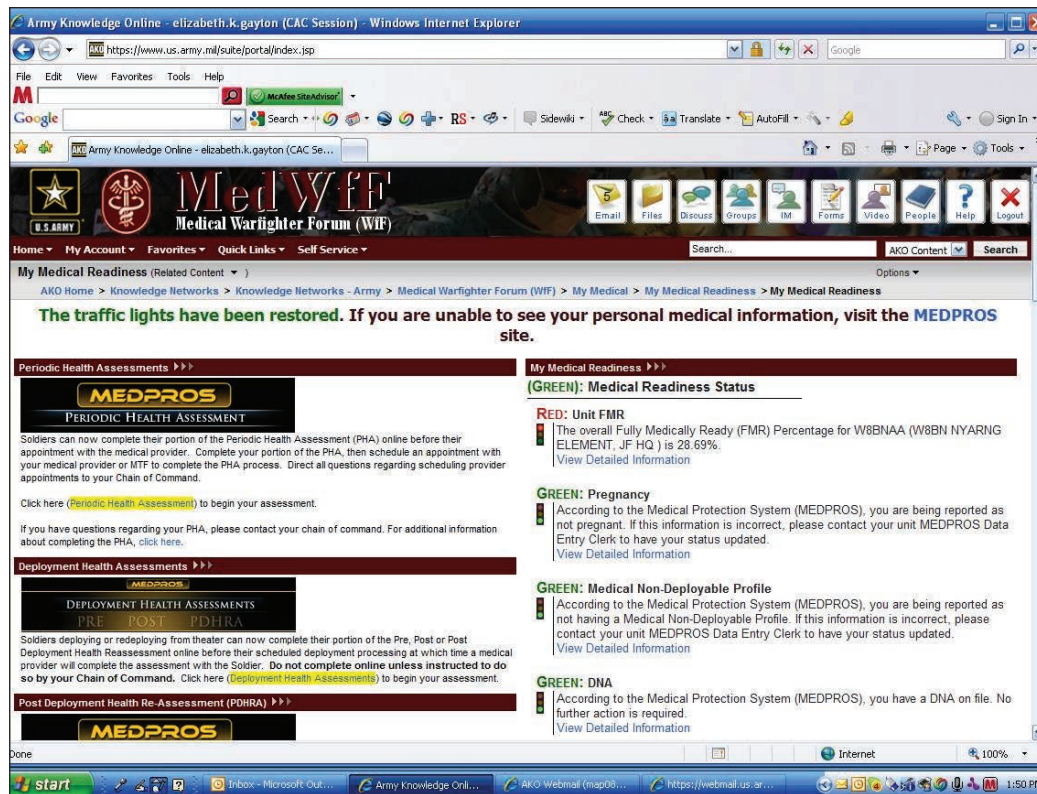 Army Knowledge Online - elizabeth.k.gayton (CAC Session) - Windows Internet Explorer
AKO https://www.us.army.mil/suite/portal/index.jsp
Google
File Edit View Favorites Tools Help
M McAfee SiteAdvisor
Google Search RS Sidewiki Check Translate AutoFill Sign In
AKO Army Knowledge Online - elizabeth.k.gayton (CAC Se...
Page Tools
U.S.ARMY
MedWfF
Medical Warfighter Forum (WfF)
5
Email Files Discuss Groups IM Forms Video People Help Logout
Home My Account Favorites Quick Links Self Service
Search... AKO Content Search
My Medical Readiness (Related Content )
Options
AKO Home > Knowledge Networks > Knowledge Networks - Army > Medical Warfighter Forum (WfF) > My Medical > My Medical Readiness > My Medical Readiness
The traffic lights have been restored. If you are unable to see your personal medical information, visit the MEDPROS
site.
Periodic Health Assessments
MEDPROS
PERIODIC HEALTH ASSESSMENT
Soldiers can now complete their portion of the Periodic Health Assessment (PHA) online before their
appointment with the medical provider. Complete your portion of the PHA, then schedule an appointment with
your medical provider or MTF to complete the PHA process. Direct all questions regarding scheduling provider
appointments to your Chain of Command.
Click here (Periodic Health Assessment) to begin your assessment.
If you have questions regarding your PHA, please contact your chain of command. For additional information
about completing the PHA, click here.
Deployment Health Assessments
MEDPROS
DEPLOYMENT HEALTH ASSESSMENTS
PRE POST PDHRA
Soldiers deploying or redeploying from theater can now complete their portion of the Pre, Post or Post
Deployment Health Reassessment online before their scheduled deployment processing at which time a medical
provider will complete the assessment with the Soldier. Do not complete online unless instructed to do
so by your Chain of Command. Click here (Deployment Health Assessments) to begin your assessment.
Post Deployment Health Re-Assessment (PDHRA)
MEDPROS
My Medical Readiness
(GREEN): Medical Readiness Status
RED: Unit FMR
The overall Fully Medically Ready (FMR) Percentage for W8BNAA (W8BN NYARNG
ELEMENT, JF HQ ) is 28.69%.
View Detailed Information
GREEN: Pregnancy
According to the Medical Protection System (MEDPROS), you are being reported as
not pregnant. If this information is incorrect, please contact your unit MEDPROS Data
Entry Clerk to have your status updated.
View Detailed Information
GREEN: Medical Non-Deployable Profile
According to the Medical Protection System (MEDPROS), you are being reported as
not having a Medical Non-Deployable Profile. If this information is incorrect, please
contact your unit MEDPROS Data Entry Clerk to have your status updated.
View Detailed Information
GREEN: DNA
According to the Medical Protection System (MEDPROS), you have a DNA on file. No
further action is required.
View Detailed Information
Done Internet 100%
start Inbox - Microsoft Out... Army Knowledge Onli... AKO Webmail (map08... https://webmail.us.ar... 1:50 PM